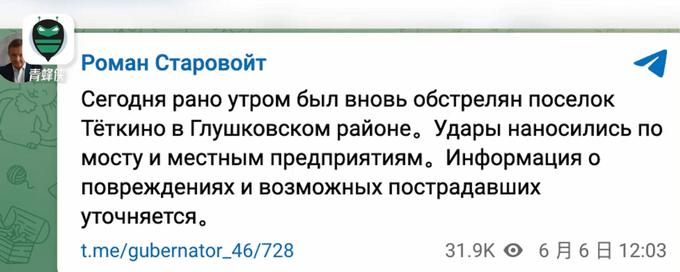 青蜂侠
Роман Старовойт
Сегодня рано утром был вновь обстрелян поселок
Тёткино в Глушковском районе。Удары наносились по
мосту и местным предприятиям。Информация о
повреждениях и возможных пострадавших
уточняется。
t.me/gubernator_46/728 31.9K 6月6日 12:03